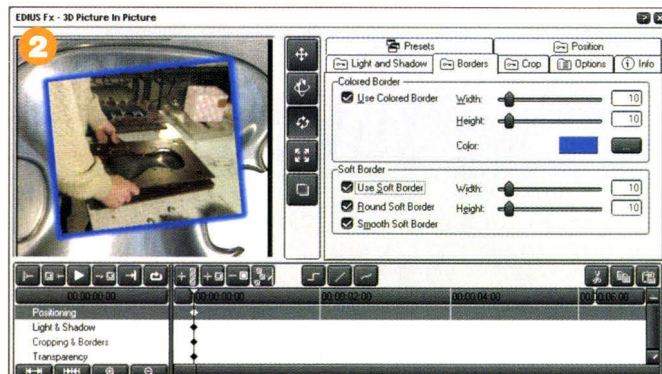 EDIUS Fx - 3D Picture In Picture
2
Presets
Position
Light and Shadow
Borders
Crop
Options
Info
Colored Border
Use Colored Border
Width:
10
Height:
10
Color:
...
Soft Border
Use Soft Border
Width:
10
Round Soft Border
Height:
10
Smooth Soft Border
00:00:00:00
00:00:00:00
00:00:02:00
00:00:04:00
00:00:06:00
Positioning
Light & Shadow
Cropping & Borders
Transparency